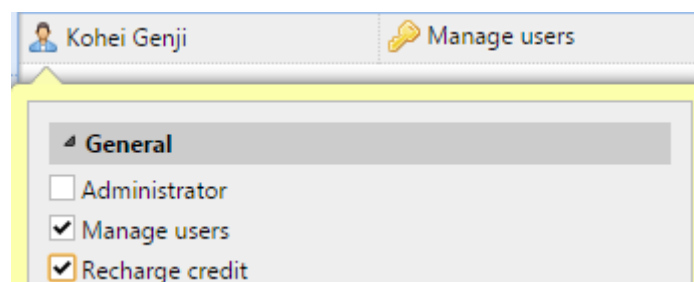 Kohei Genji Manage users
General
Administrator
Manage users
Recharge credit